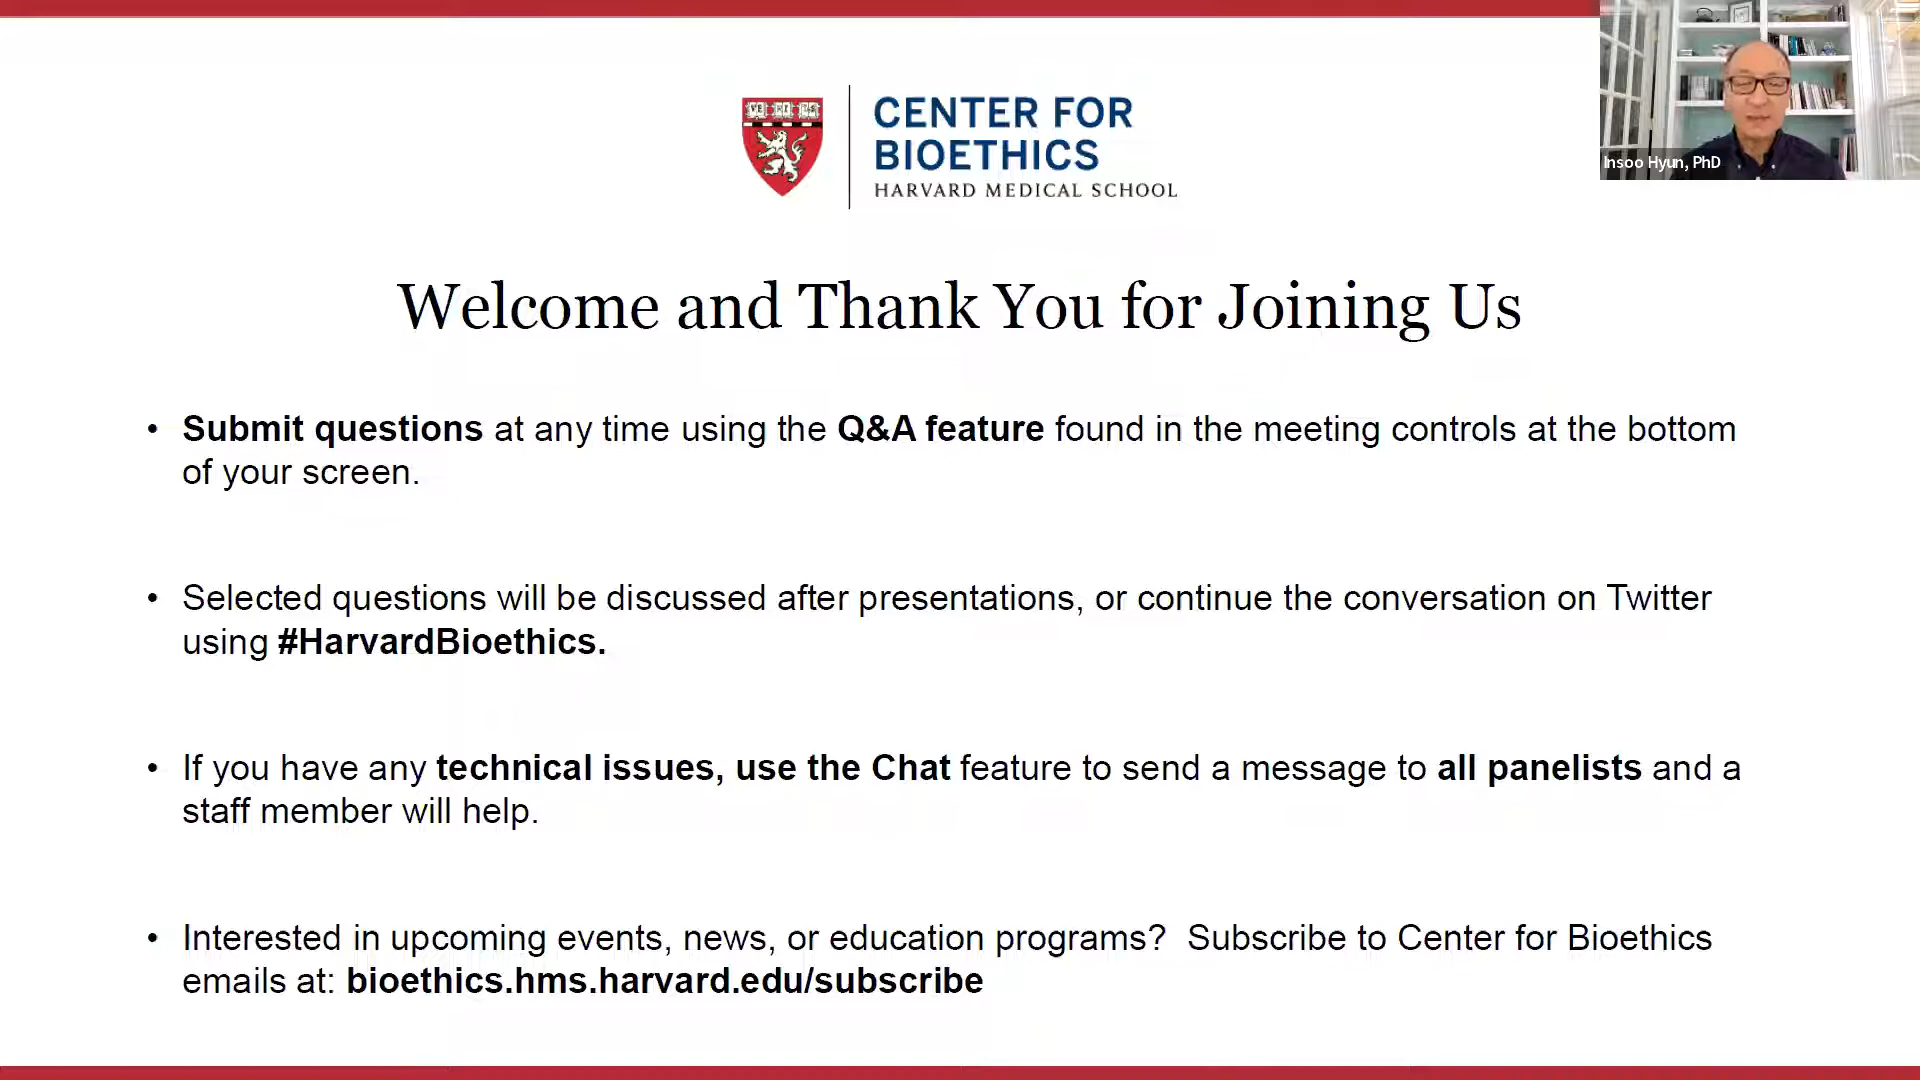 Insoo Hyun, PhD
VE RI TAS
CENTER FOR
BIOETHICS
HARVARD MEDICAL SCHOOL
Welcome and Thank You for Joining Us
• Submit questions at any time using the Q&A feature found in the meeting controls at the bottom
of your screen.
• Selected questions will be discussed after presentations, or continue the conversation on Twitter
using #HarvardBioethics.
• If you have any technical issues, use the Chat feature to send a message to all panelists and a
staff member will help.
• Interested in upcoming events, news, or education programs?  Subscribe to Center for Bioethics
emails at: bioethics.hms.harvard.edu/subscribe